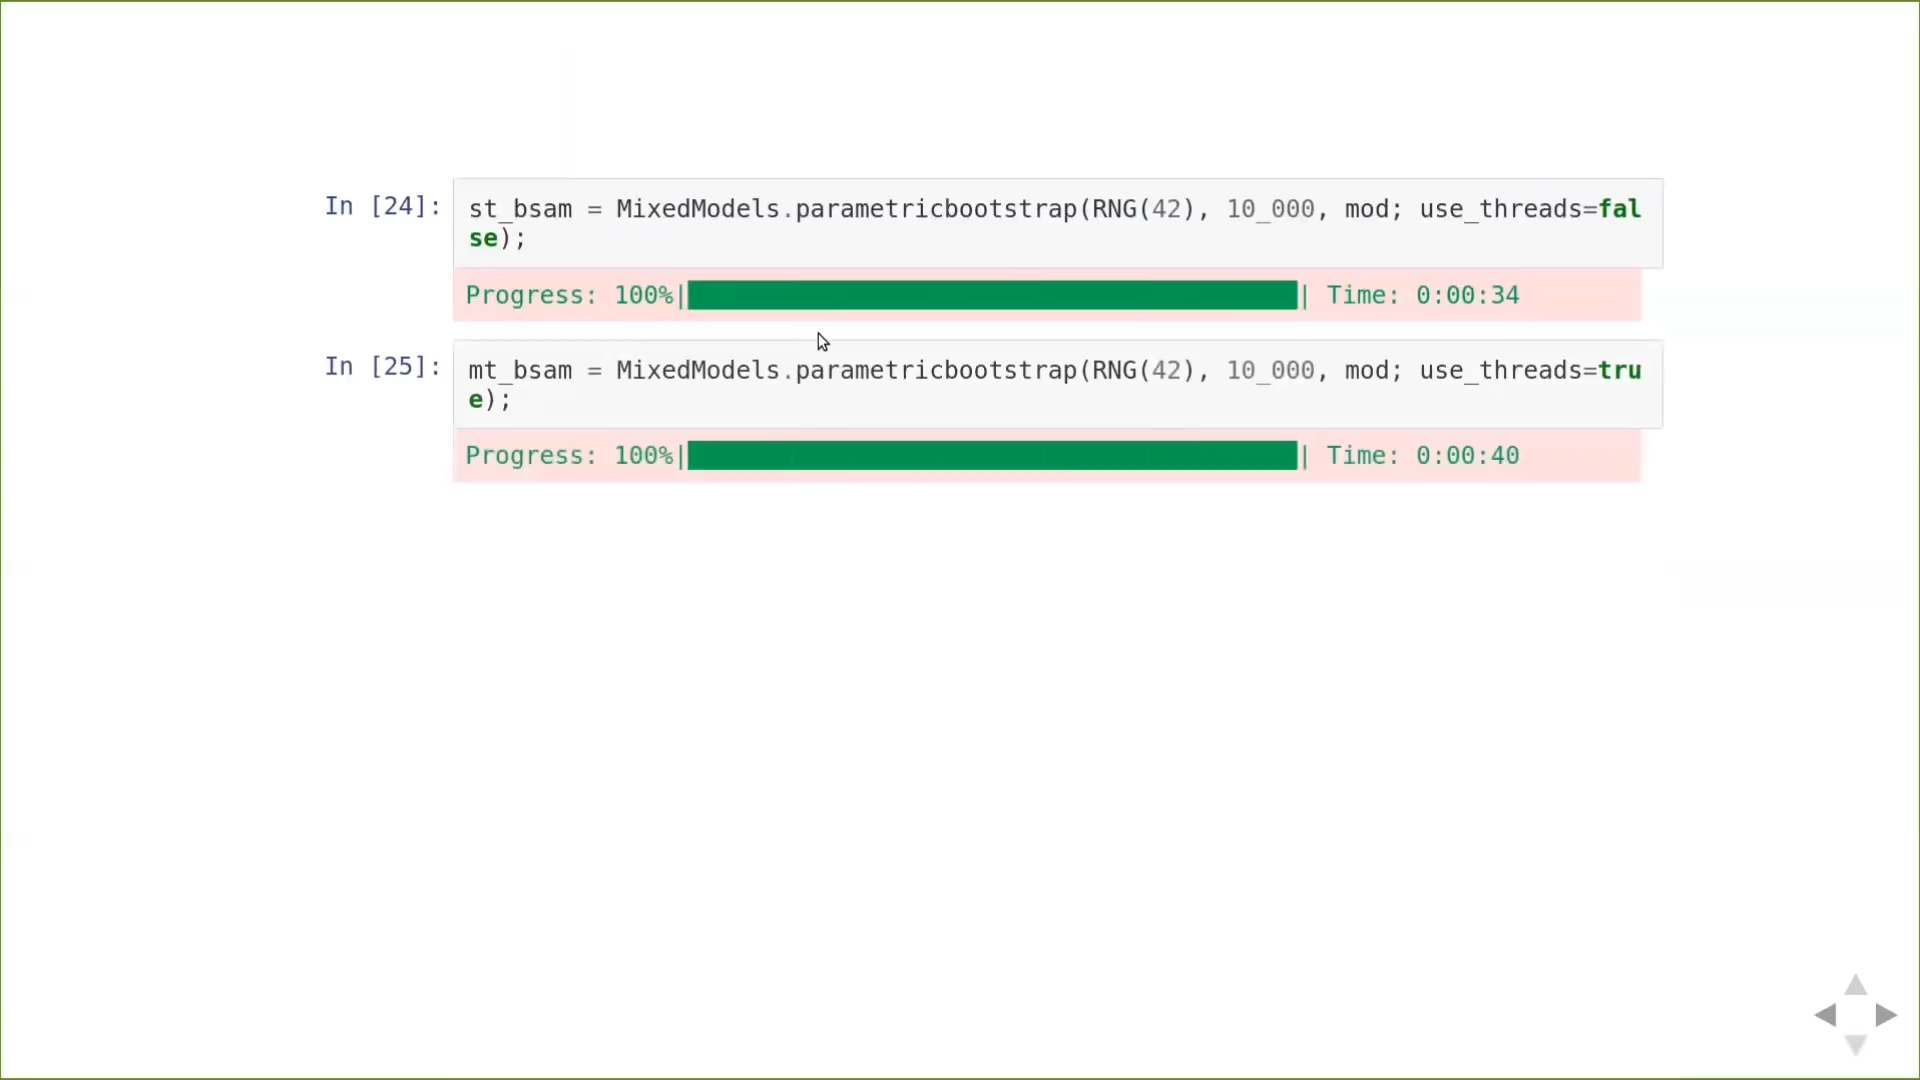 In [24]: st_bsam = MixedModels.parametricbootstrap(RNG(42), 10_000, mod; use_threads=fal
se);
Progress: 100%|█████████████████████████████████████████| Time: 0:00:34
In [25]: mt_bsam = MixedModels.parametricbootstrap(RNG(42), 10_000, mod; use_threads=tru
e);
Progress: 100%|█████████████████████████████████████████| Time: 0:00:40